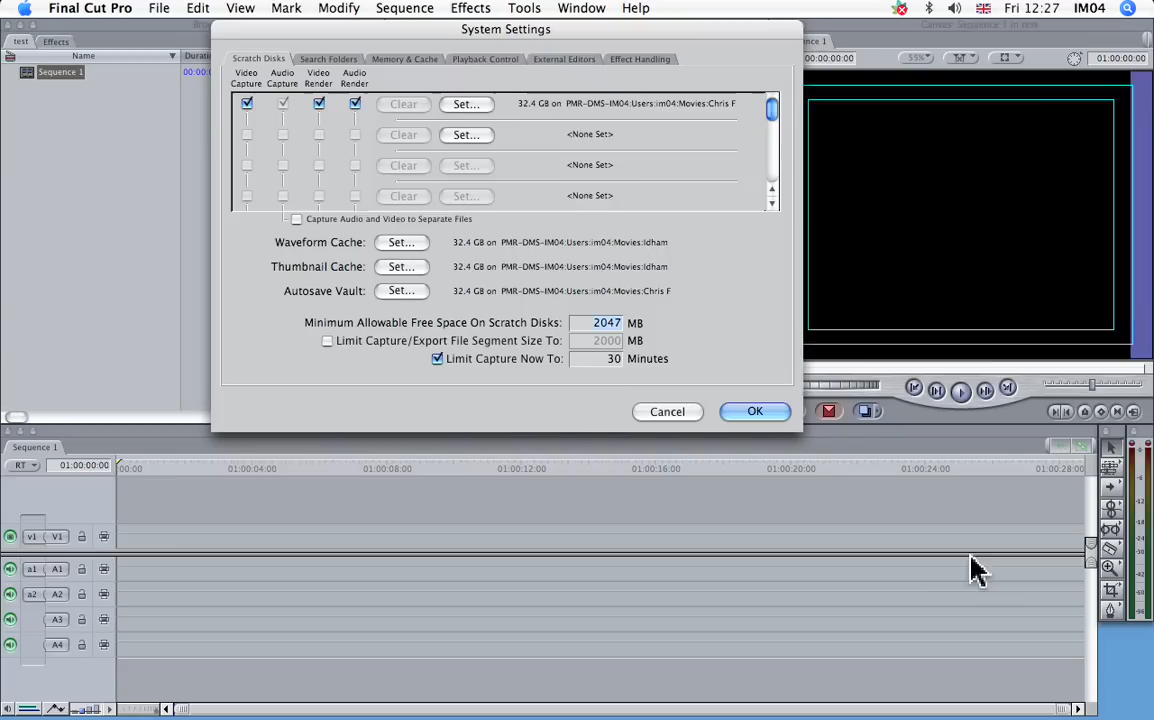 Final Cut Pro File Edit View Mark Modify Sequence Effects Tools Window Help Fri 12:27 IM04
System Settings
test Effects
Name Duration
Sequence 1 00:00:0
Scratch Disks Search Folders Memory & Cache Playback Control External Editors Effect Handling
Video Capture Audio Capture Video Render Audio Render
Clear Set... 32.4 GB on PMR-DMS-IM04:Users:im04:Movies:Chris F
Clear Set... <None Set>
Clear Set... <None Set>
Clear Set... <None Set>
Capture Audio and Video to Separate Files
Waveform Cache: Set... 32.4 GB on PMR-DMS-IM04:Users:im04:Movies:Idham
Thumbnail Cache: Set... 32.4 GB on PMR-DMS-IM04:Users:im04:Movies:Idham
Autosave Vault: Set... 32.4 GB on PMR-DMS-IM04:Users:im04:Movies:Chris F
Minimum Allowable Free Space On Scratch Disks: 2047 MB
Limit Capture/Export File Segment Size To: 2000 MB
Limit Capture Now To: 30 Minutes
Cancel OK
Canvas: Sequence 1 in
00:00:00 55% 01:00:00:00
Sequence 1
RT 01:00:00:00 00:00 01:00:04:00 01:00:08:00 01:00:12:00 01:00:16:00 01:00:20:00 01:00:24:00 01:00:28:00
v1 V1
a1 A1
a2 A2
A3
A4